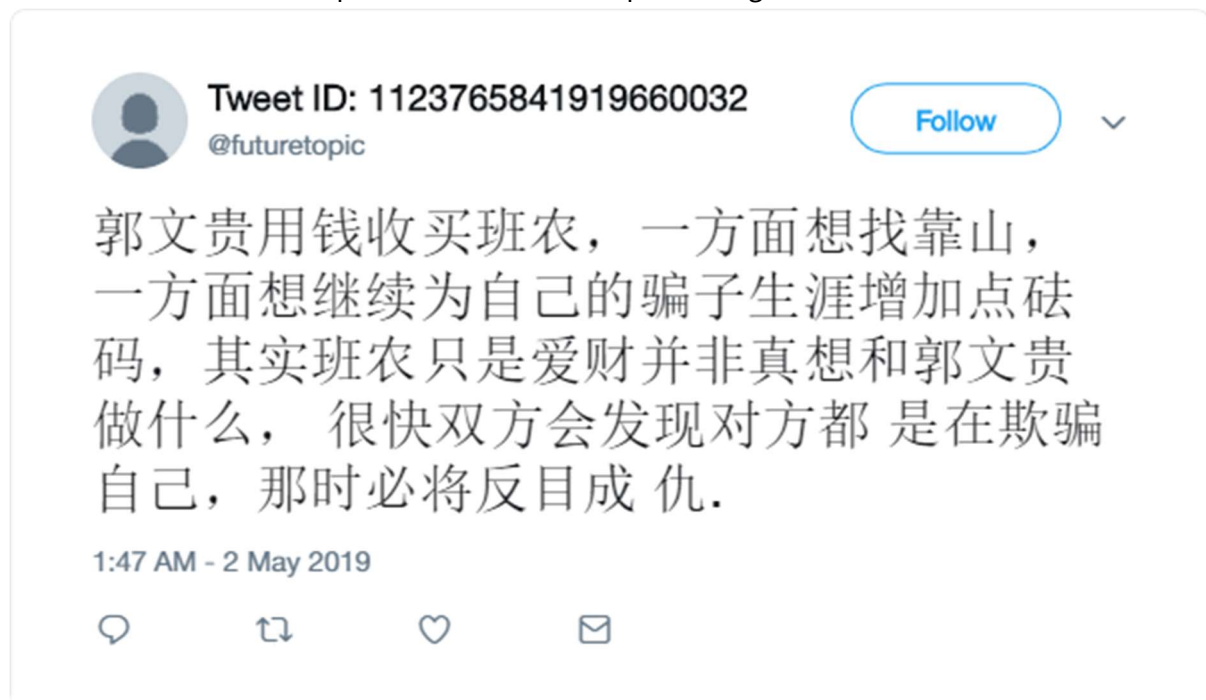 Tweet ID: 1123765841919660032
@futuretopic
Follow
郭文贵用钱收买班农，一方面想找靠山，
一方面想继续为自己的骗子生涯增加点砝
码，其实班农只是爱财并非真想和郭文贵
做什么， 很快双方会发现对方都 是在欺骗
自己，那时必将反目成 仇.
1:47 AM - 2 May 2019